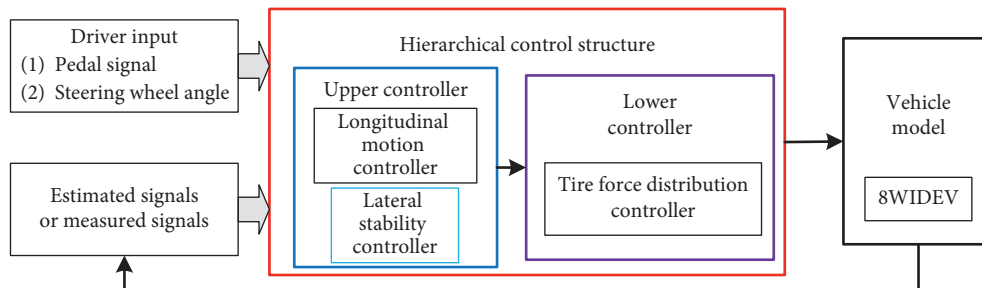 Driver input
(1) Pedal signal
(2) Steering wheel angle
Estimated signals
or measured signals
Hierarchical control structure
Upper controller
Longitudinal
motion
controller
Lateral
stability
controller
Lower
controller
Tire force distribution
controller
Vehicle
model
8WIDEV